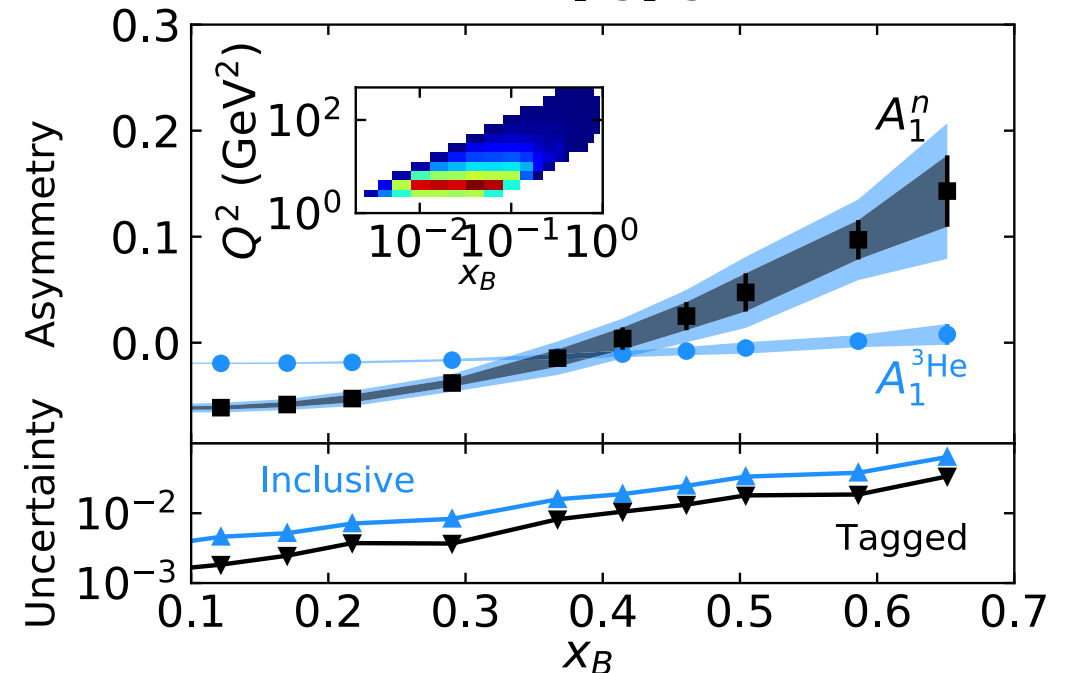 0.3
0.2
0.1
0.0
Asymmetry
Q² (GeV²)
10²
10⁰
10⁻²
10⁻¹
10⁰
x_B
A₁ⁿ
A₁^³He
Uncertainty
10⁻²
10⁻³
Inclusive
Tagged
0.1 0.2 0.3 0.4 0.5 0.6 0.7
x_B